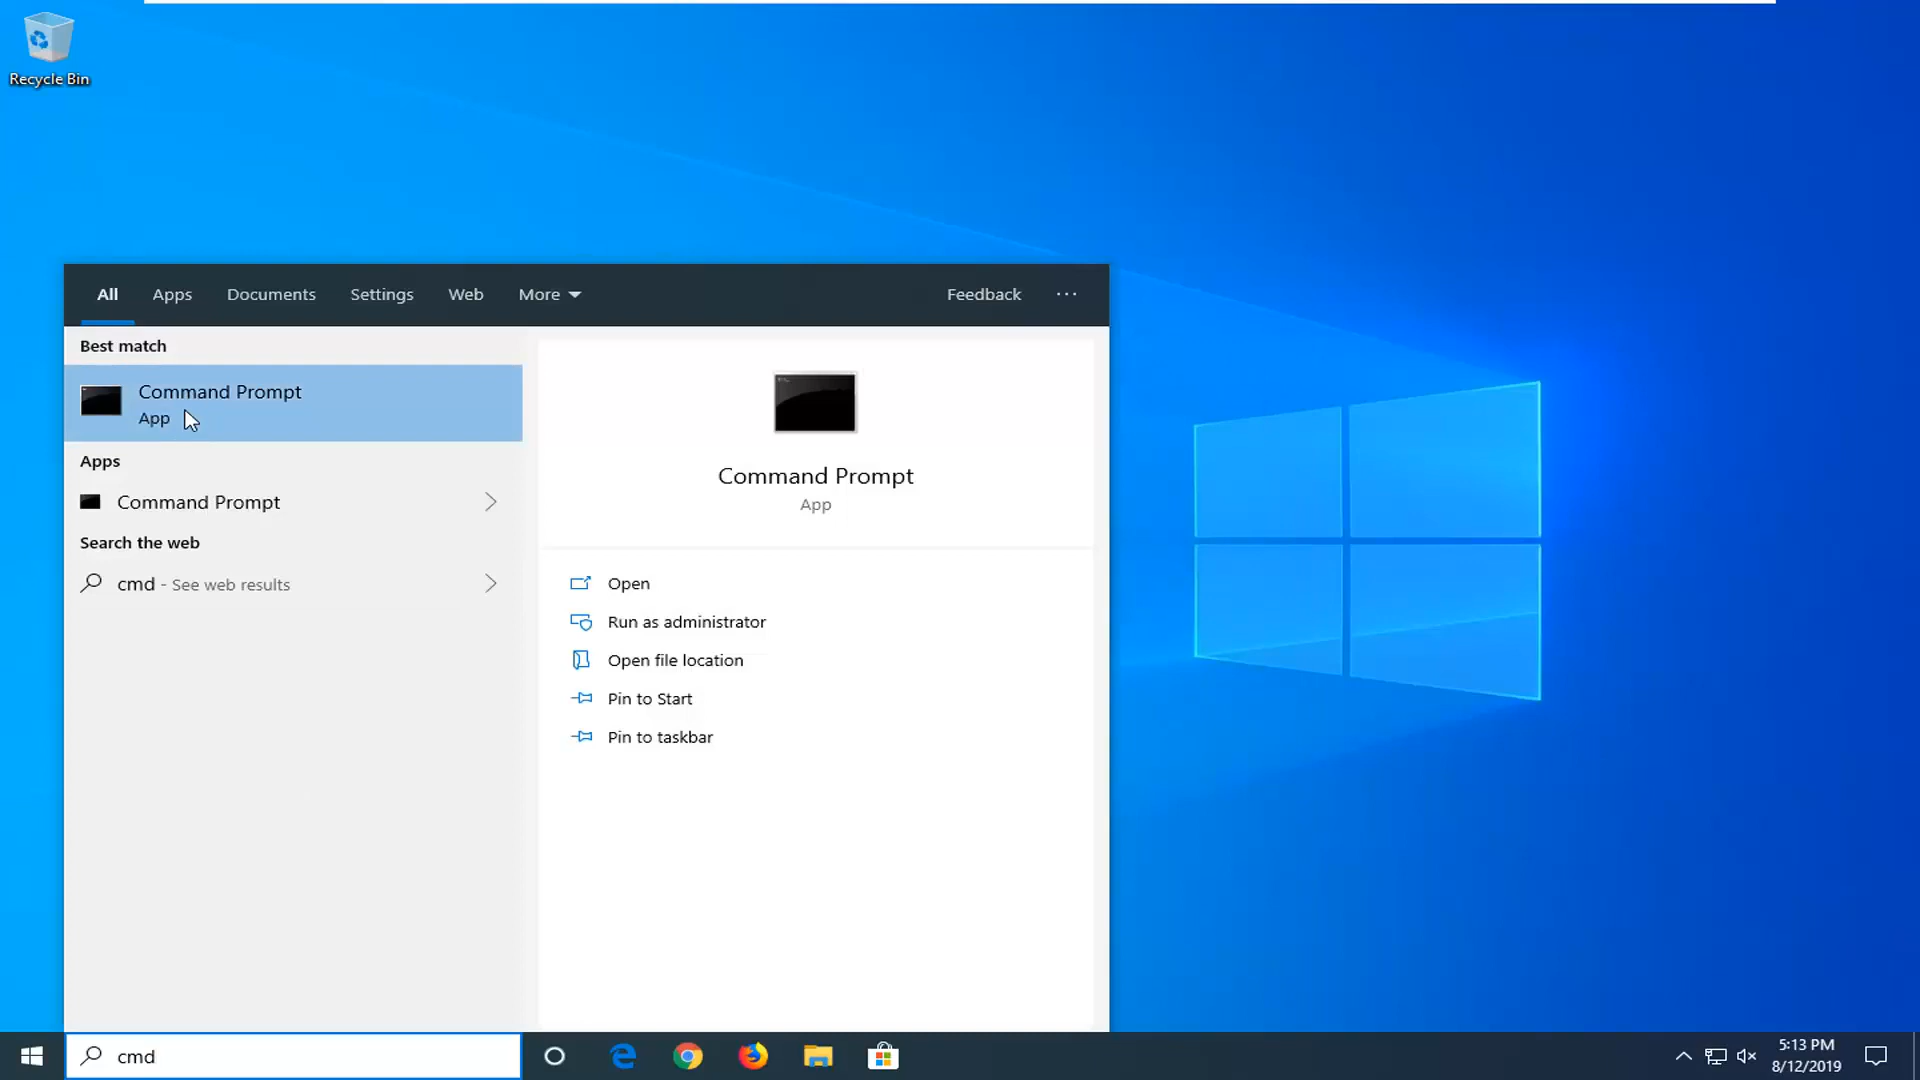 Recycle Bin
All Apps Documents Settings Web More Feedback ...
Best match
Command Prompt
App
Apps
Command Prompt
Search the web
cmd - See web results
Command Prompt
App
Open
Run as administrator
Open file location
Pin to Start
Pin to taskbar
cmd
5:13 PM
8/12/2019